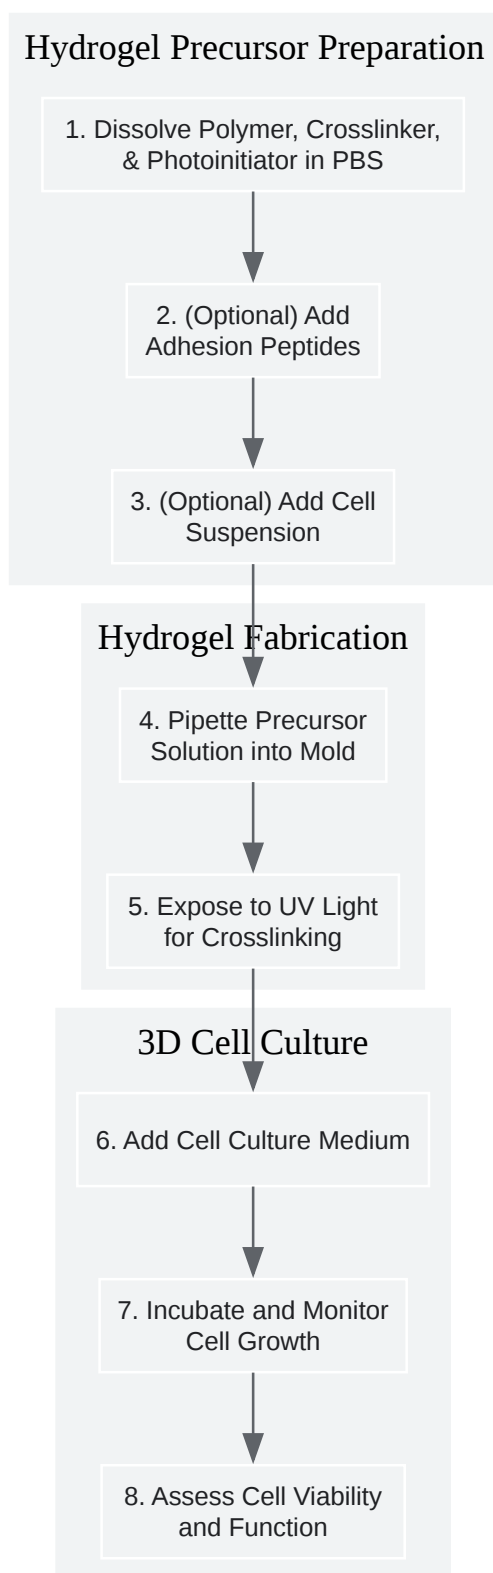 Hydrogel Precursor Preparation
1. Dissolve Polymer, Crosslinker,
& Photoinitiator in PBS
2. (Optional) Add
Adhesion Peptides
3. (Optional) Add Cell
Suspension
Hydrogel Fabrication
4. Pipette Precursor
Solution into Mold
5. Expose to UV Light
for Crosslinking
3D Cell Culture
6. Add Cell Culture Medium
7. Incubate and Monitor
Cell Growth
8. Assess Cell Viability
and Function